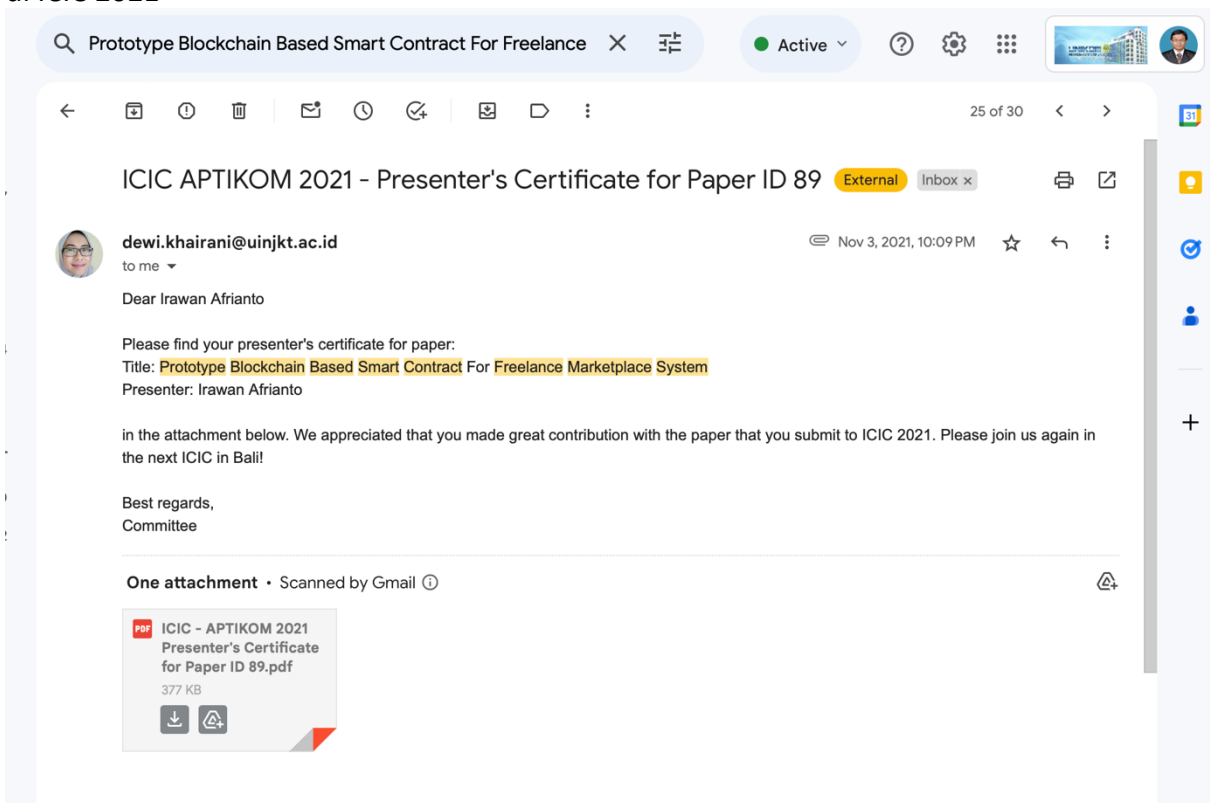 Prototype Blockchain Based Smart Contract For Freelance
Active
25 of 30
31
ICIC APTIKOM 2021 - Presenter's Certificate for Paper ID 89 External Inbox ×
dewi.khairani@uinjkt.ac.id
Nov 3, 2021, 10:09 PM
to me
Dear Irawan Afrianto
Please find your presenter's certificate for paper:
Title: Prototype Blockchain Based Smart Contract For Freelance Marketplace System
Presenter: Irawan Afrianto
in the attachment below. We appreciated that you made great contribution with the paper that you submit to ICIC 2021. Please join us again in
the next ICIC in Bali!
Best regards,
Committee
One attachment • Scanned by Gmail
PDF
ICIC - APTIKOM 2021
Presenter's Certificate
for Paper ID 89.pdf
377 KB